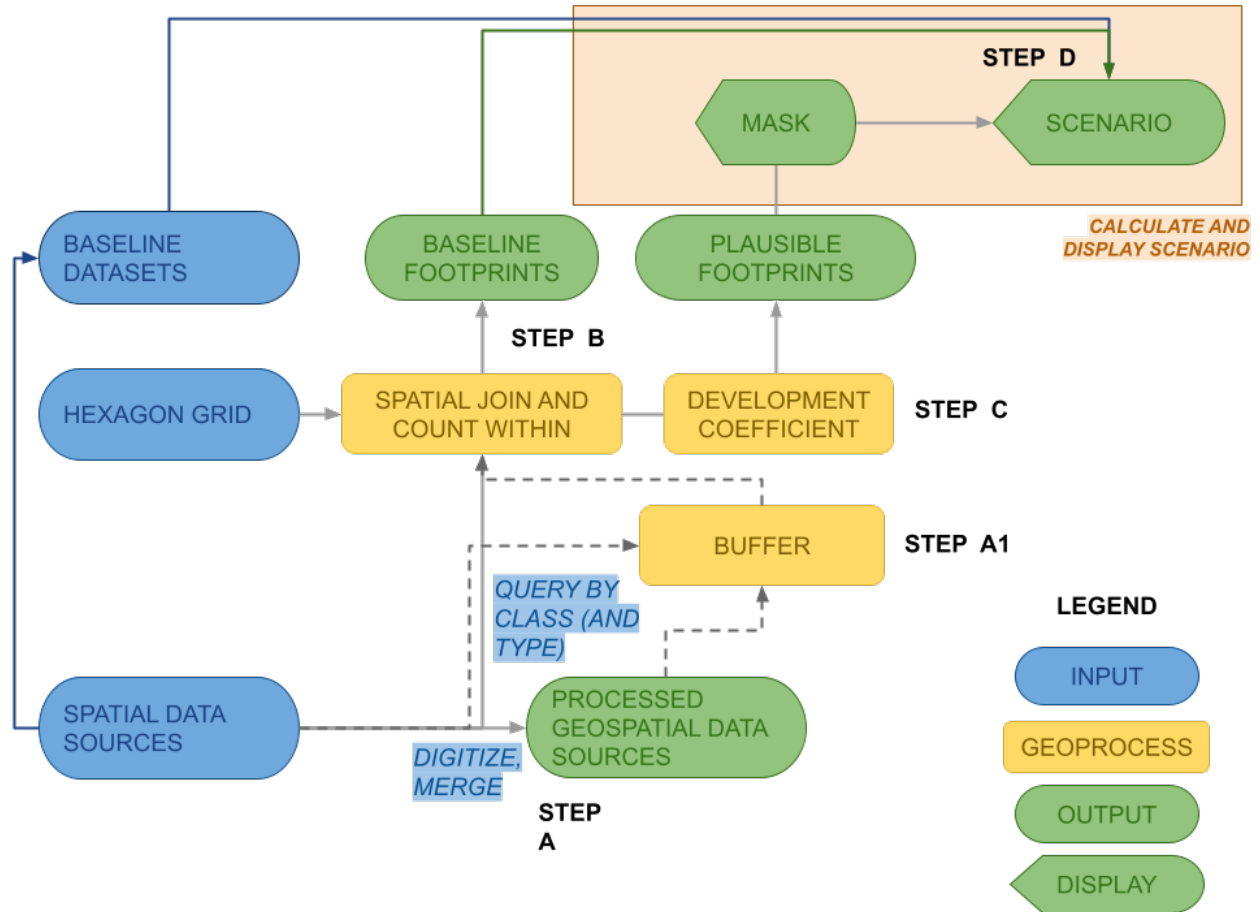 STEP D
MASK
SCENARIO
CALCULATE AND
DISPLAY SCENARIO
BASELINE
DATASETS
BASELINE
FOOTPRINTS
PLAUSIBLE
FOOTPRINTS
STEP B
HEXAGON GRID
SPATIAL JOIN AND
COUNT WITHIN
DEVELOPMENT
COEFFICIENT
STEP C
BUFFER
STEP A1
QUERY BY
CLASS (AND
TYPE)
SPATIAL DATA
SOURCES
DIGITIZE,
MERGE
PROCESSED
GEOSPATIAL DATA
SOURCES
STEP
A
LEGEND
INPUT
GEOPROCESS
OUTPUT
DISPLAY